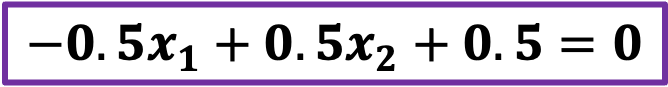 −0.5x₁ + 0.5x₂ + 0.5 = 0